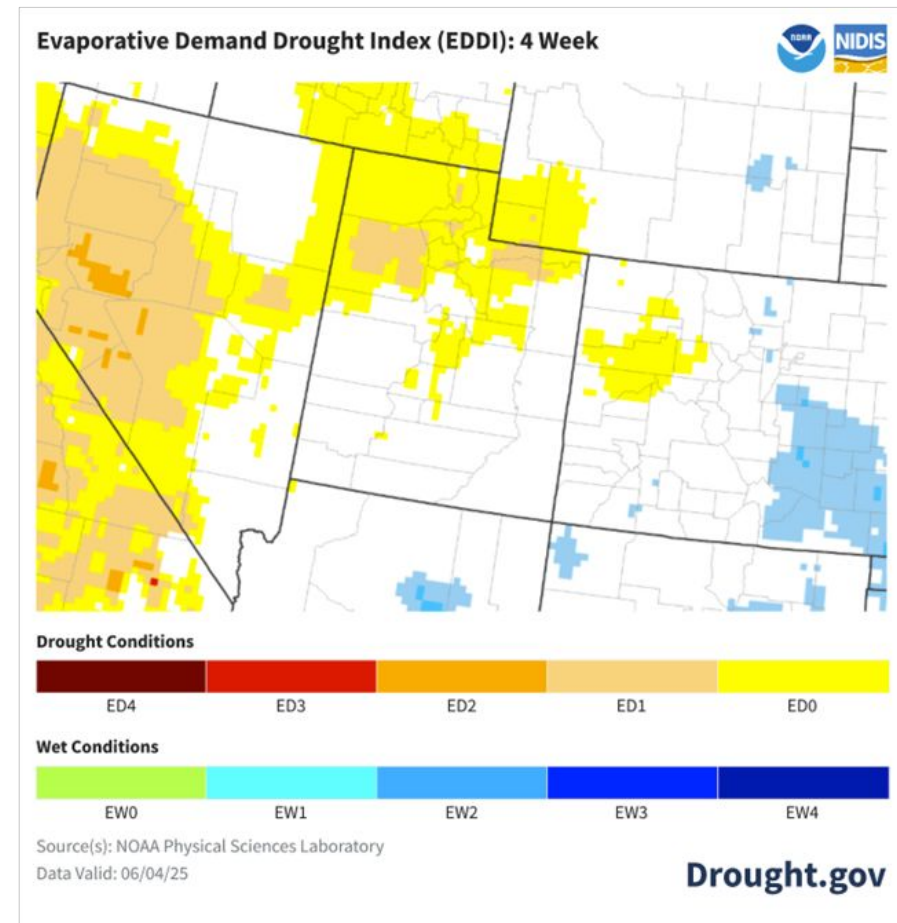 Evaporative Demand Drought Index (EDDI): 4 Week
NOAA
NIDIS
Drought Conditions
ED4 ED3 ED2 ED1 ED0
Wet Conditions
EW0 EW1 EW2 EW3 EW4
Source(s): NOAA Physical Sciences Laboratory
Data Valid: 06/04/25
Drought.gov